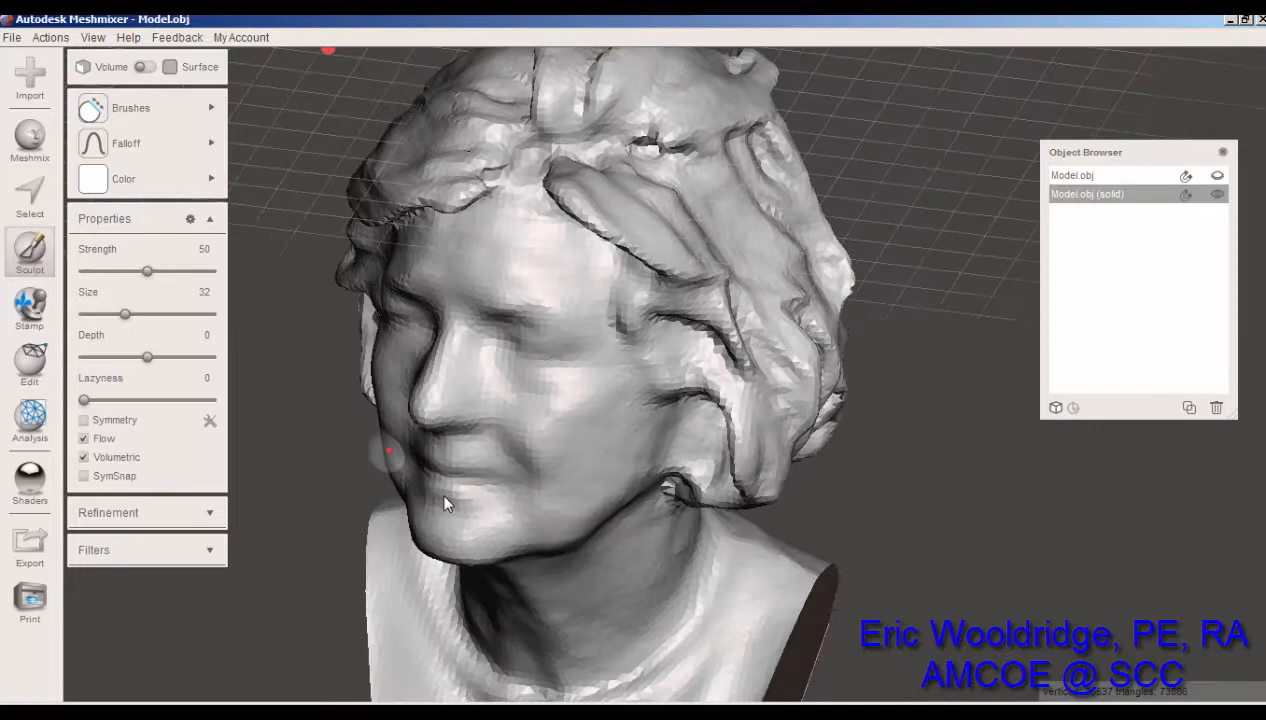 Autodesk Meshmixer - Model.obj
File Actions View Help Feedback My Account
Import
Meshmix
Select
Sculpt
Stamp
Edit
Analysis
Shaders
Export
Print
Volume Surface
Brushes
Falloff
Color
Properties
Strength 50
Size 32
Depth 0
Lazyness 0
Symmetry
Flow
Volumetric
SymSnap
Refinement
Filters
Object Browser
Model.obj
Model.obj (solid)
Eric Wooldridge, PE, RA
AMCOE @ SCC
triangles: